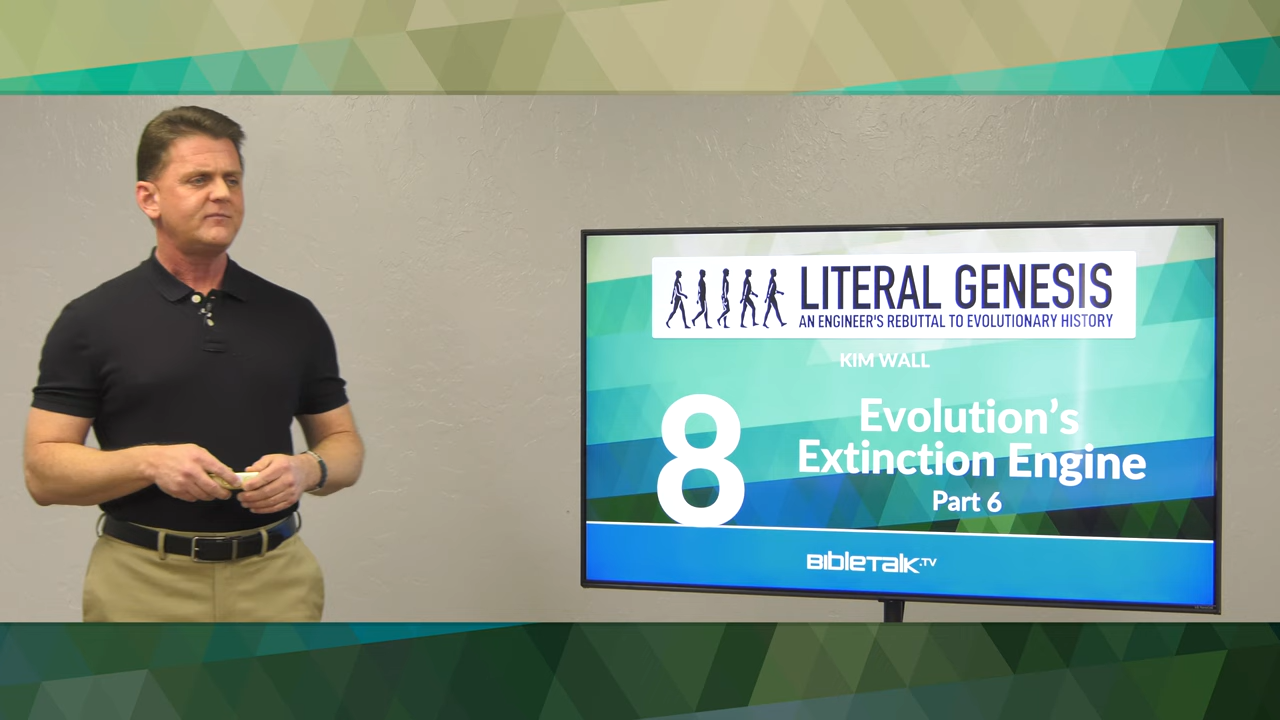 LITERAL GENESIS
AN ENGINEER'S REBUTTAL TO EVOLUTIONARY HISTORY
KIM WALL
8
Evolution's
Extinction Engine
Part 6
BibleTalk.TV